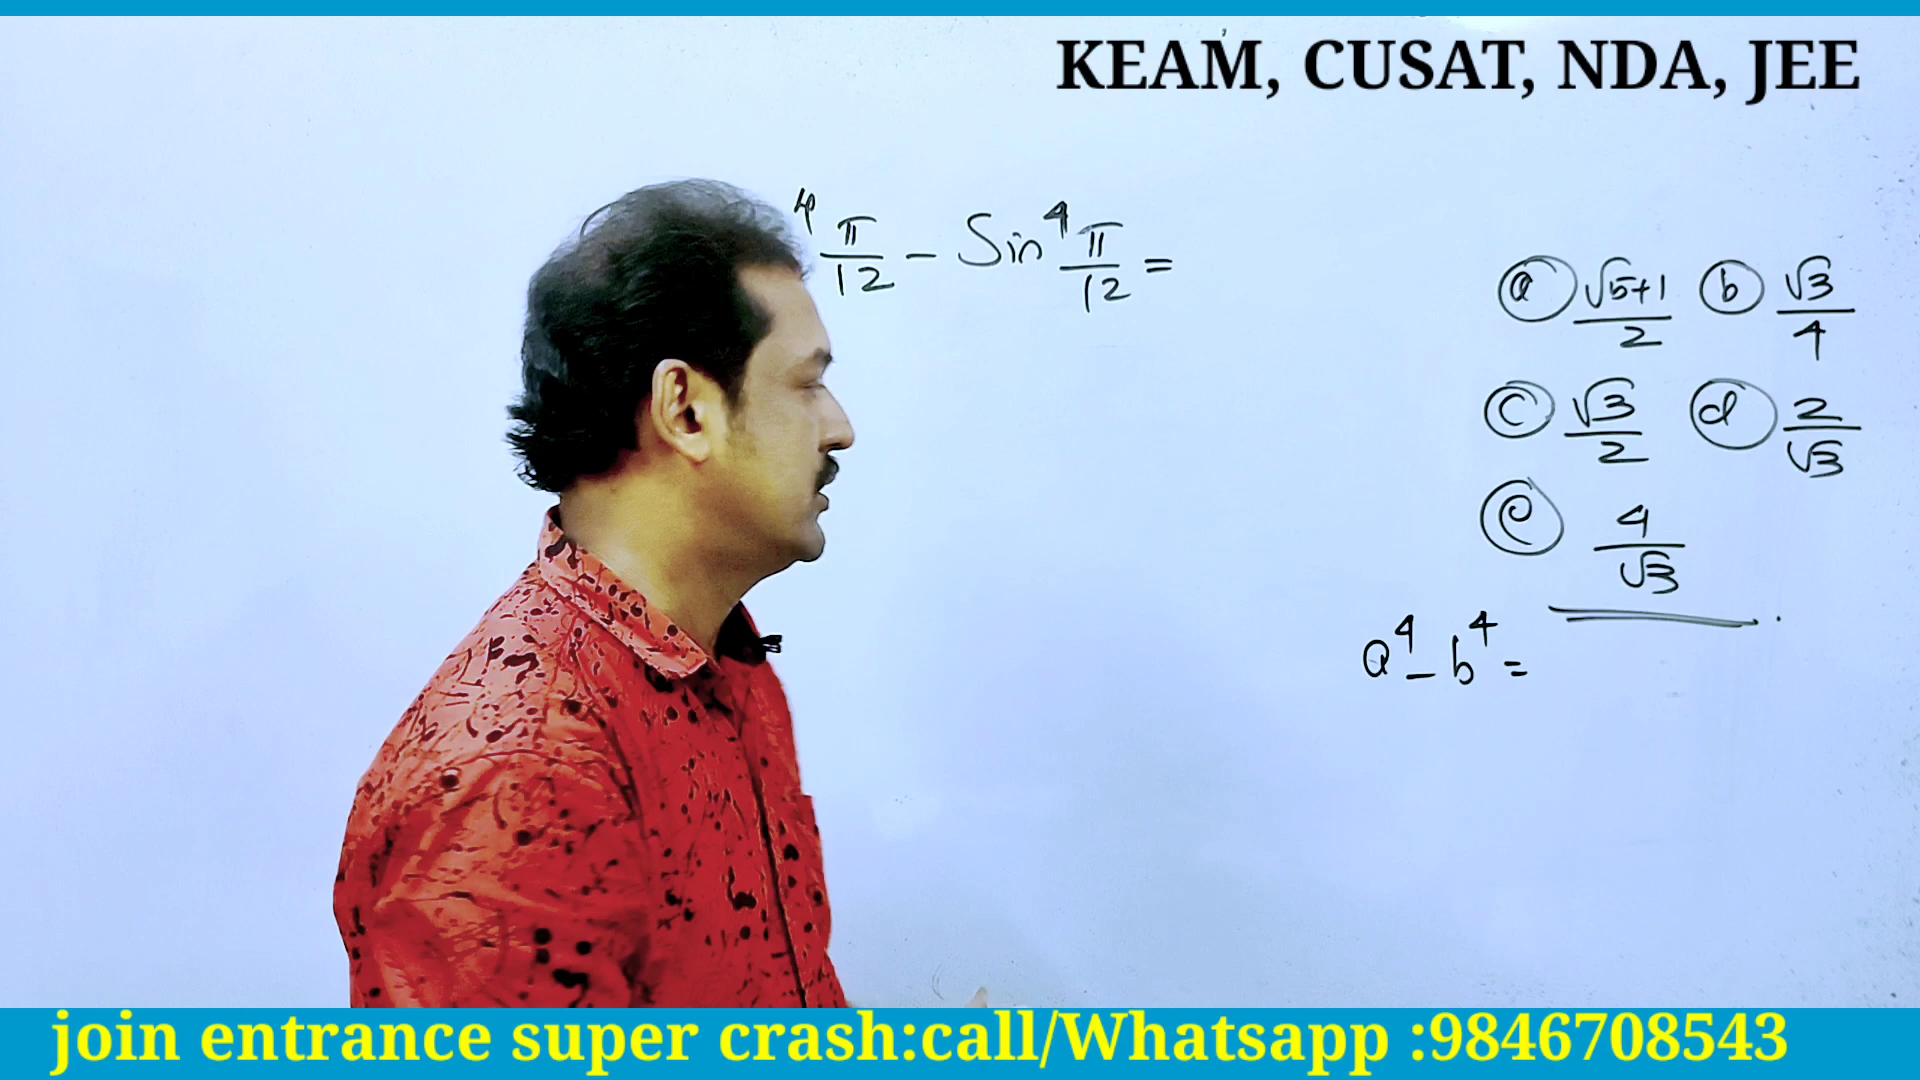 KEAM, CUSAT, NDA, JEE
4 π/12 - Sin⁴ π/12 =
ⓐ √5+1/2 ⓑ √3/4
ⓒ √3/2 ⓓ 2/√3
ⓔ 4/√3
a⁴ - b⁴ =
join entrance super crash:call/Whatsapp :9846708543